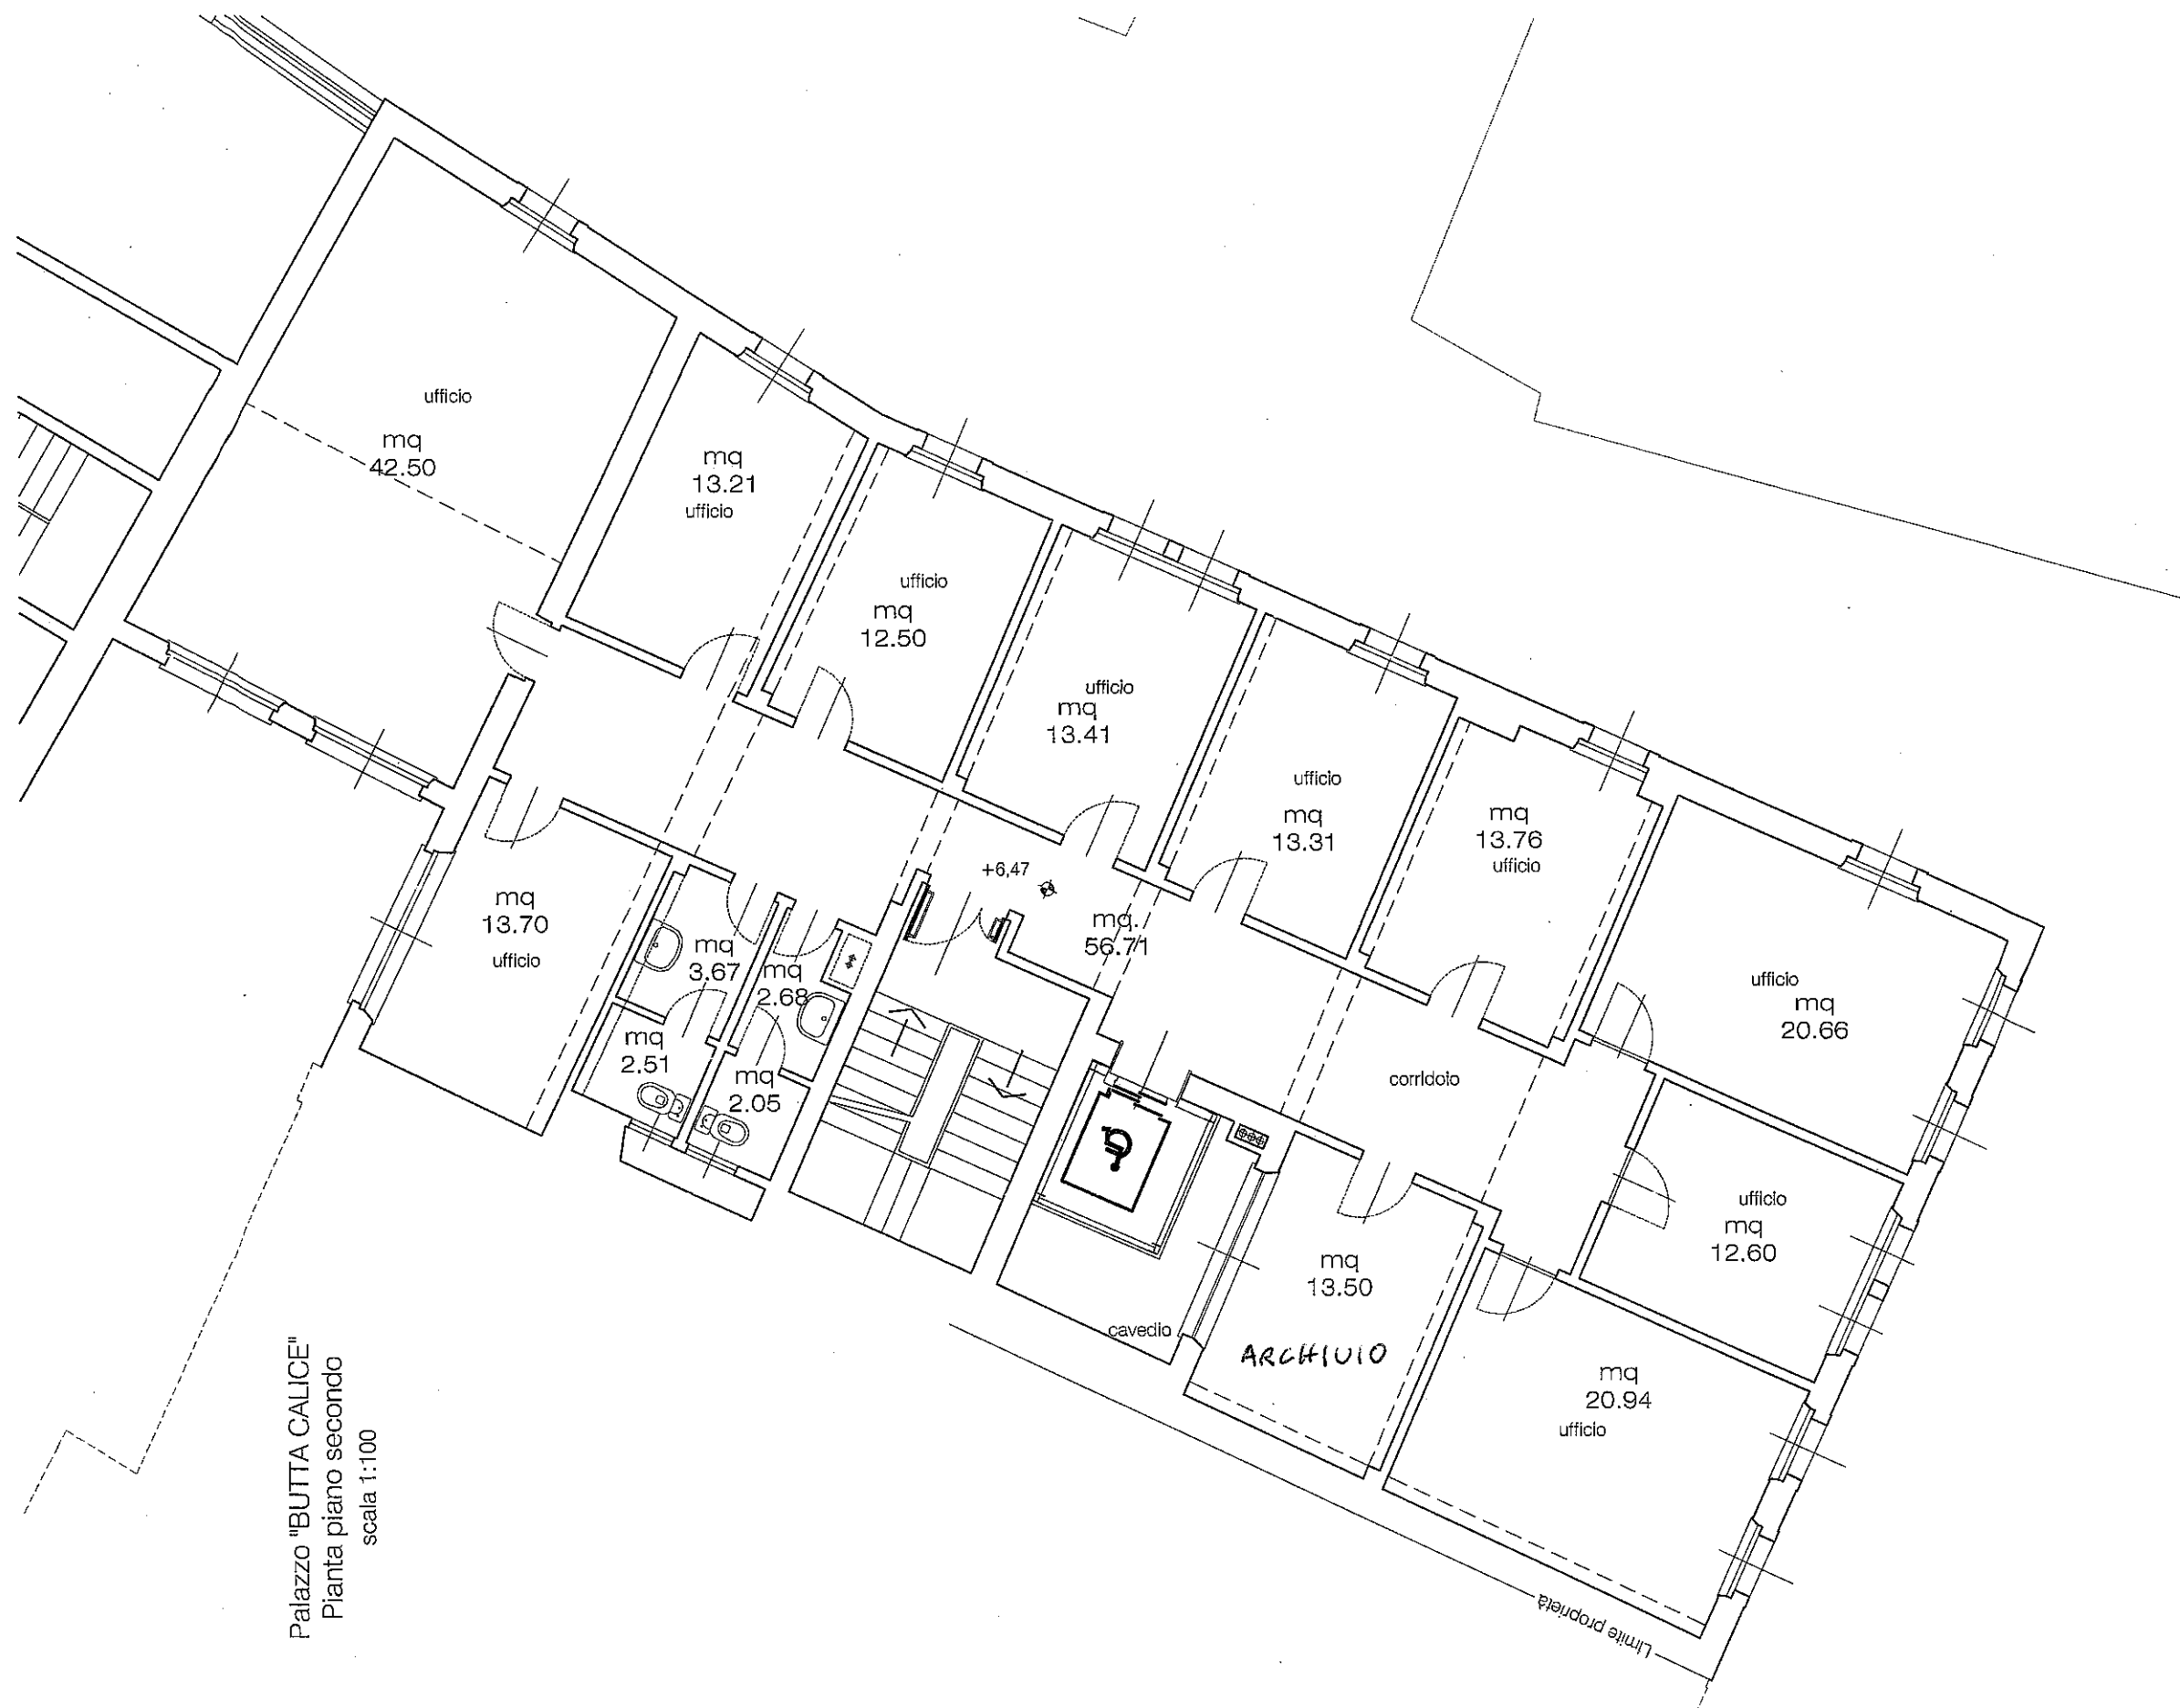 ufficio
mq
42.50
mq
13.21
ufficio
ufficio
mq
12.50
ufficio
mq
13.41
ufficio
mq
13.31
mq
13.76
ufficio
ufficio
mq
20.66
+6,47
mq.
56.71
mq
13.70
ufficio
mq
3.67
mq
2.68
mq
2.51
mq
2.05
corridoio
ufficio
mq
12.60
mq
13.50
ARCHIVIO
cavedio
mq
20.94
ufficio
Limite proprietà
Palazzo "BUTTA CALICE"
Pianta piano secondo
scala 1:100